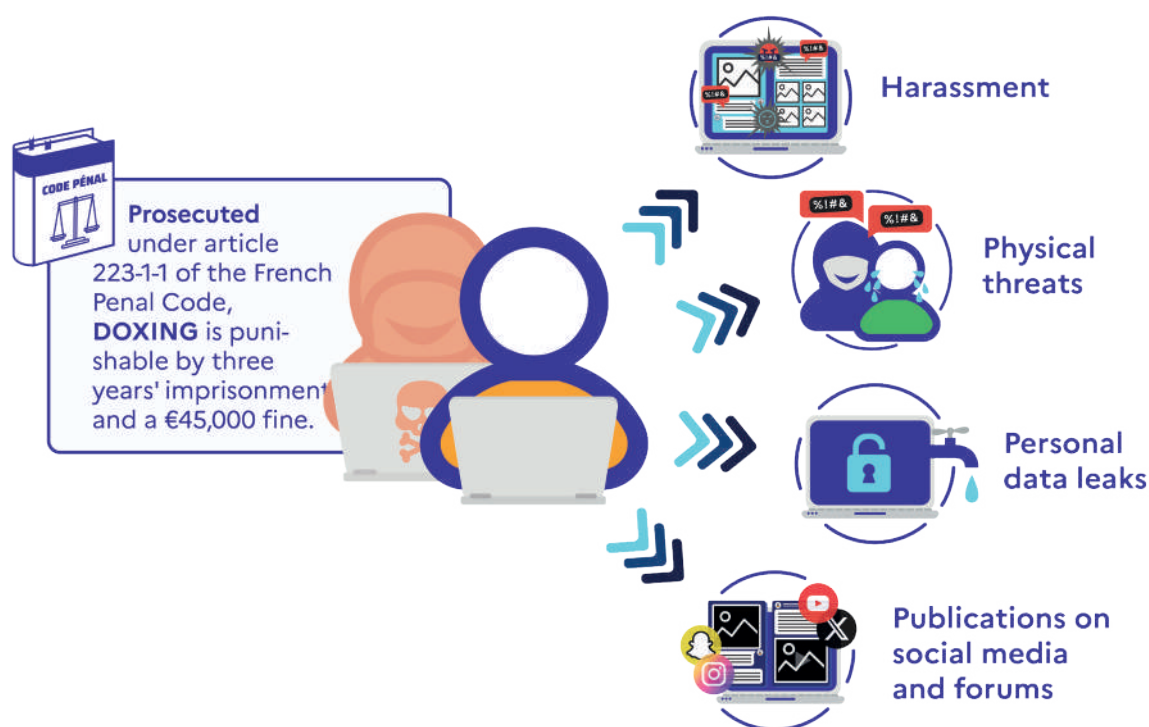 CODE PÉNAL
Prosecuted
under article
223-1-1 of the French
Penal Code,
DOXING is puni-
shable by three
years' imprisonment
and a €45,000 fine.
%!#&
%!#&
%!#&
%!#&
Harassment
%!#&
%!#&
Physical
threats
Personal
data leaks
Publications on
social media
and forums